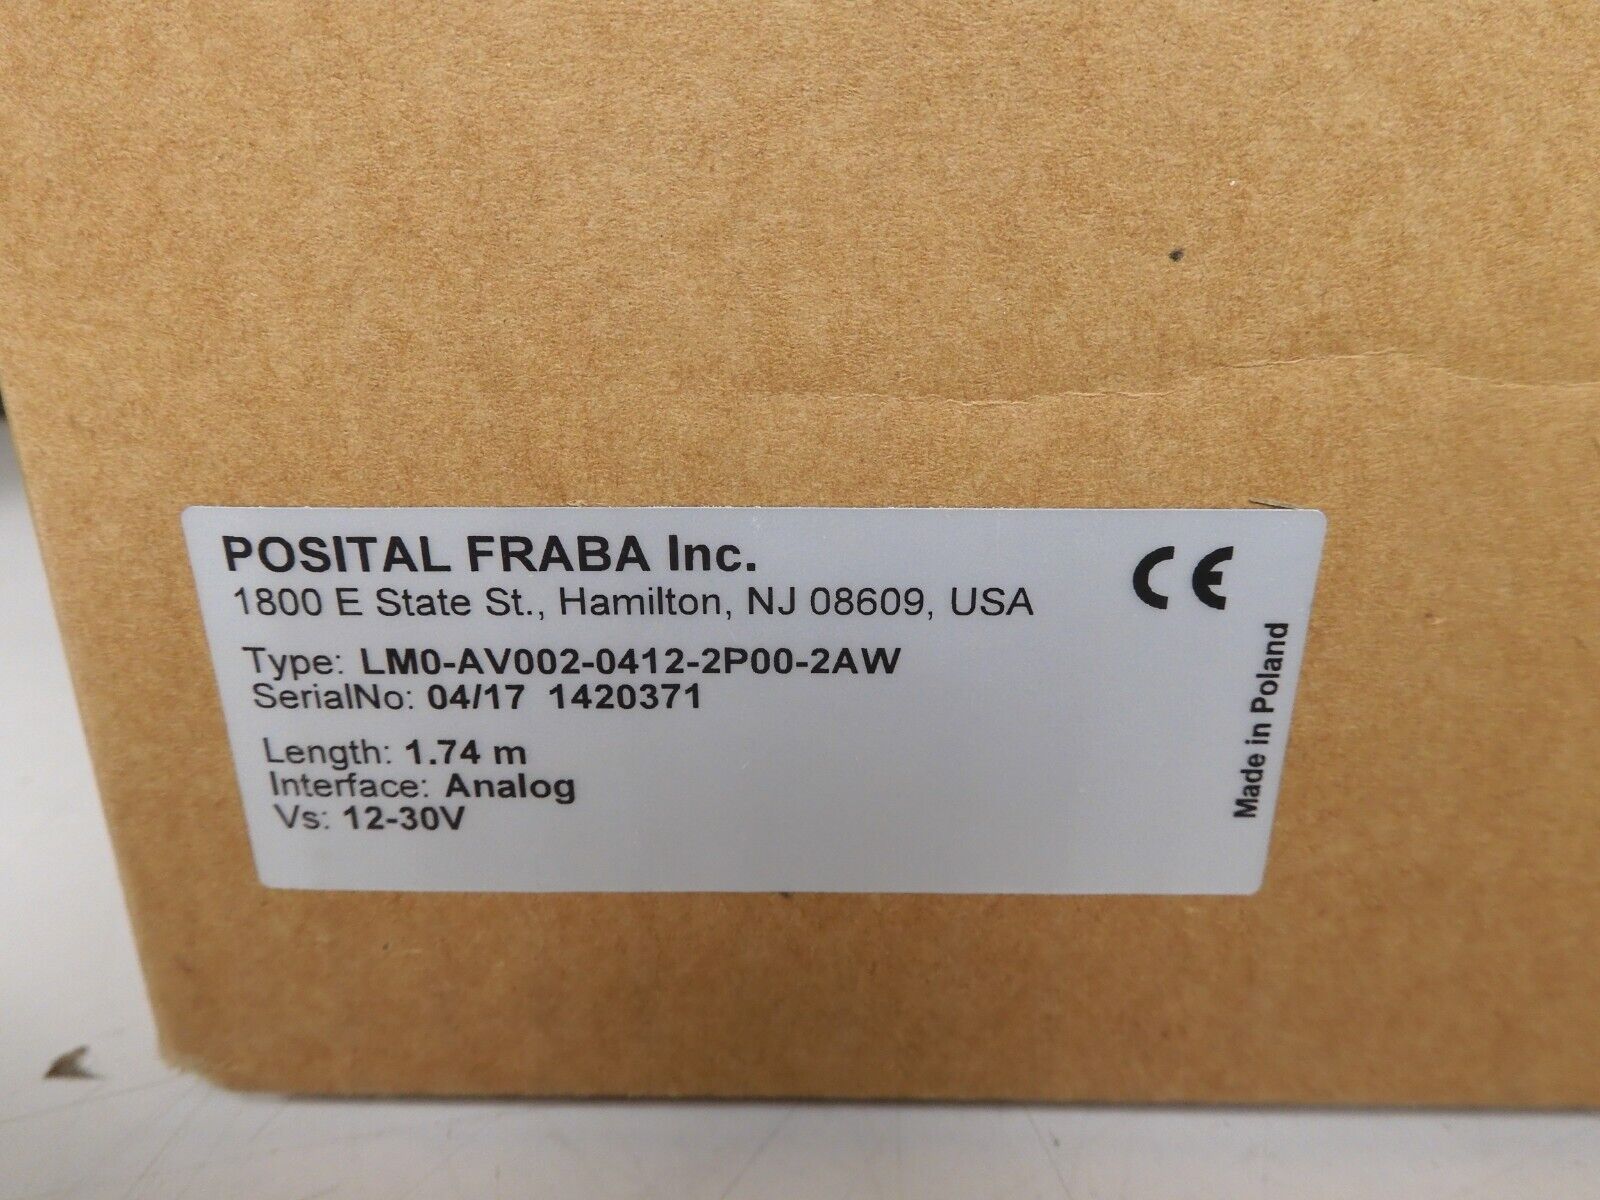 POSITAL FRABA Inc.
1800 E State St., Hamilton, NJ 08609, USA
CE
Type: LM0-AV002-0412-2P00-2AW
SerialNo: 04/17 1420371
Length: 1.74 m
Interface: Analog
Vs: 12-30V
Made in Poland